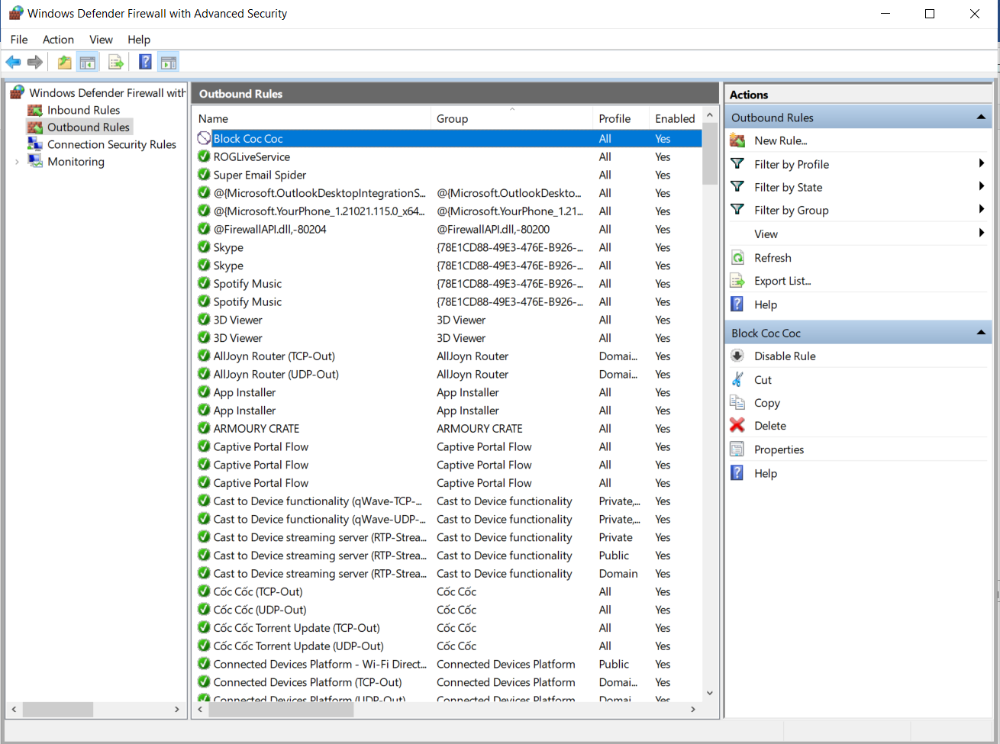 Windows Defender Firewall with Advanced Security
File Action View Help
Windows Defender Firewall with
Inbound Rules
Outbound Rules
Connection Security Rules
Monitoring
Outbound Rules
Name Group Profile Enabled
Block Coc Coc All Yes
ROGLiveService All Yes
Super Email Spider All Yes
@{Microsoft.OutlookDesktopIntegrationS... @{Microsoft.OutlookDeskto... All Yes
@{Microsoft.YourPhone_1.21021.115.0_x64... @{Microsoft.YourPhone_1.21... All Yes
@FirewallAPI.dll,-80204 @FirewallAPI.dll,-80200 All Yes
Skype {78E1CD88-49E3-476E-B926-... All Yes
Skype {78E1CD88-49E3-476E-B926-... All Yes
Spotify Music {78E1CD88-49E3-476E-B926-... All Yes
Spotify Music {78E1CD88-49E3-476E-B926-... All Yes
3D Viewer 3D Viewer All Yes
3D Viewer 3D Viewer All Yes
AllJoyn Router (TCP-Out) AllJoyn Router Domai... Yes
AllJoyn Router (UDP-Out) AllJoyn Router Domai... Yes
App Installer App Installer All Yes
App Installer App Installer All Yes
ARMOURY CRATE ARMOURY CRATE All Yes
Captive Portal Flow Captive Portal Flow All Yes
Captive Portal Flow Captive Portal Flow All Yes
Captive Portal Flow Captive Portal Flow All Yes
Cast to Device functionality (qWave-TCP-... Cast to Device functionality Private,... Yes
Cast to Device functionality (qWave-UDP-... Cast to Device functionality Private,... Yes
Cast to Device streaming server (RTP-Strea... Cast to Device functionality Private Yes
Cast to Device streaming server (RTP-Strea... Cast to Device functionality Public Yes
Cast to Device streaming server (RTP-Strea... Cast to Device functionality Domain Yes
Cốc Cốc (TCP-Out) Cốc Cốc All Yes
Cốc Cốc (UDP-Out) Cốc Cốc All Yes
Cốc Cốc Torrent Update (TCP-Out) Cốc Cốc All Yes
Cốc Cốc Torrent Update (UDP-Out) Cốc Cốc All Yes
Connected Devices Platform - Wi-Fi Direct... Connected Devices Platform Public Yes
Connected Devices Platform (TCP-Out) Connected Devices Platform Domai... Yes
Connected Devices Platform (UDP-Out) Connected Devices Platform Domai Yes
Actions
Outbound Rules
New Rule...
Filter by Profile
Filter by State
Filter by Group
View
Refresh
Export List...
Help
Block Coc Coc
Disable Rule
Cut
Copy
Delete
Properties
Help